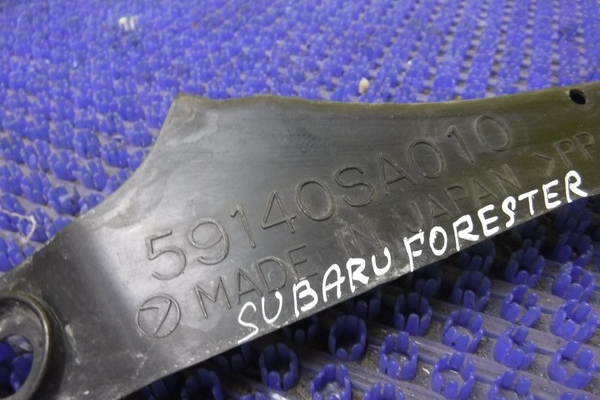 59140SA010
MADE IN JAPAN >PP
SUBARU FORESTER